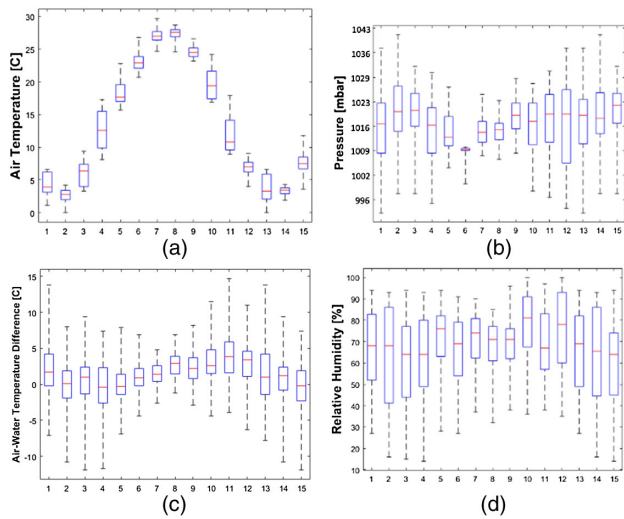 Air Temperature [C]
30
25
20
15
10
5
0
1 2 3 4 5 6 7 8 9 10 11 12 13 14 15
(a)
Pressure [mbar]
1043
1036
1029
1023
1016
1009
1002
996
1 2 3 4 5 6 7 8 9 10 11 12 13 14 15
(b)
Air-Water Temperature Difference [C]
15
10
5
0
-5
-10
1 2 3 4 5 6 7 8 9 10 11 12 13 14 15
(c)
Relative Humidity [%]
100
90
80
70
60
50
40
30
20
10
1 2 3 4 5 6 7 8 9 10 11 12 13 14 15
(d)